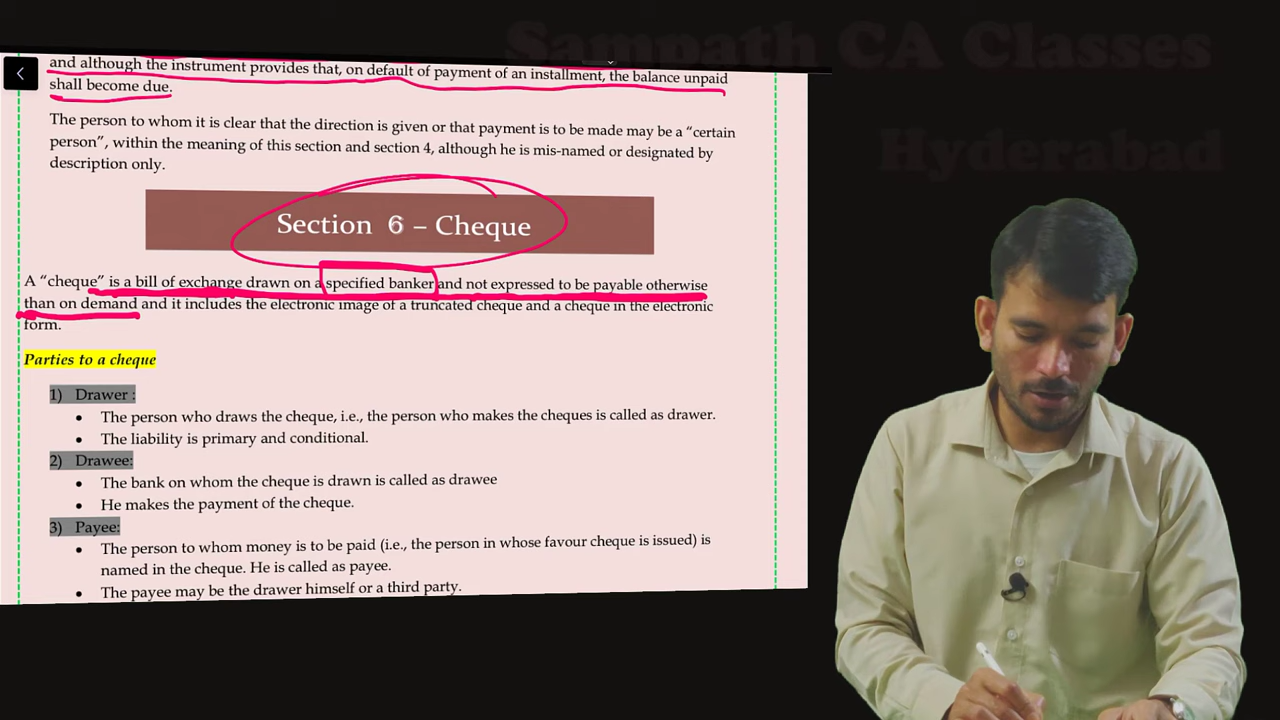 Sampath CA Classes
Hyderabad
and although the instrument provides that, on default of payment of an installment, the balance unpaid
shall become due.
The person to whom it is clear that the direction is given or that payment is to be made may be a “certain
person”, within the meaning of this section and section 4, although he is mis-named or designated by
description only.
Section 6 – Cheque
A “cheque” is a bill of exchange drawn on a specified banker and not expressed to be payable otherwise
than on demand and it includes the electronic image of a truncated cheque and a cheque in the electronic
form.
Parties to a cheque
1) Drawer :
• The person who draws the cheque, i.e., the person who makes the cheques is called as drawer.
• The liability is primary and conditional.
2) Drawee:
• The bank on whom the cheque is drawn is called as drawee
• He makes the payment of the cheque.
3) Payee:
• The person to whom money is to be paid (i.e., the person in whose favour cheque is issued) is
named in the cheque. He is called as payee.
• The payee may be the drawer himself or a third party.